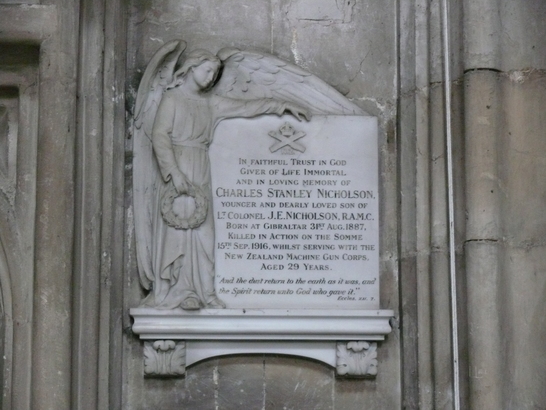 In faithful Trust in God
Giver of Life Immortal
and in loving memory of
Charles Stanley Nicholson,
younger and dearly loved son of
Lt Colonel J.E. Nicholson, R.A.M.C.
Born at Gibraltar 31st Aug. 1887.
Killed in Action on the Somme
15th Sep. 1916, whilst serving with the
New Zealand Machine Gun Corps.
Aged 29 Years.
"And the dust return to the earth as it was, and
the Spirit return unto God who gave it."
Eccles.